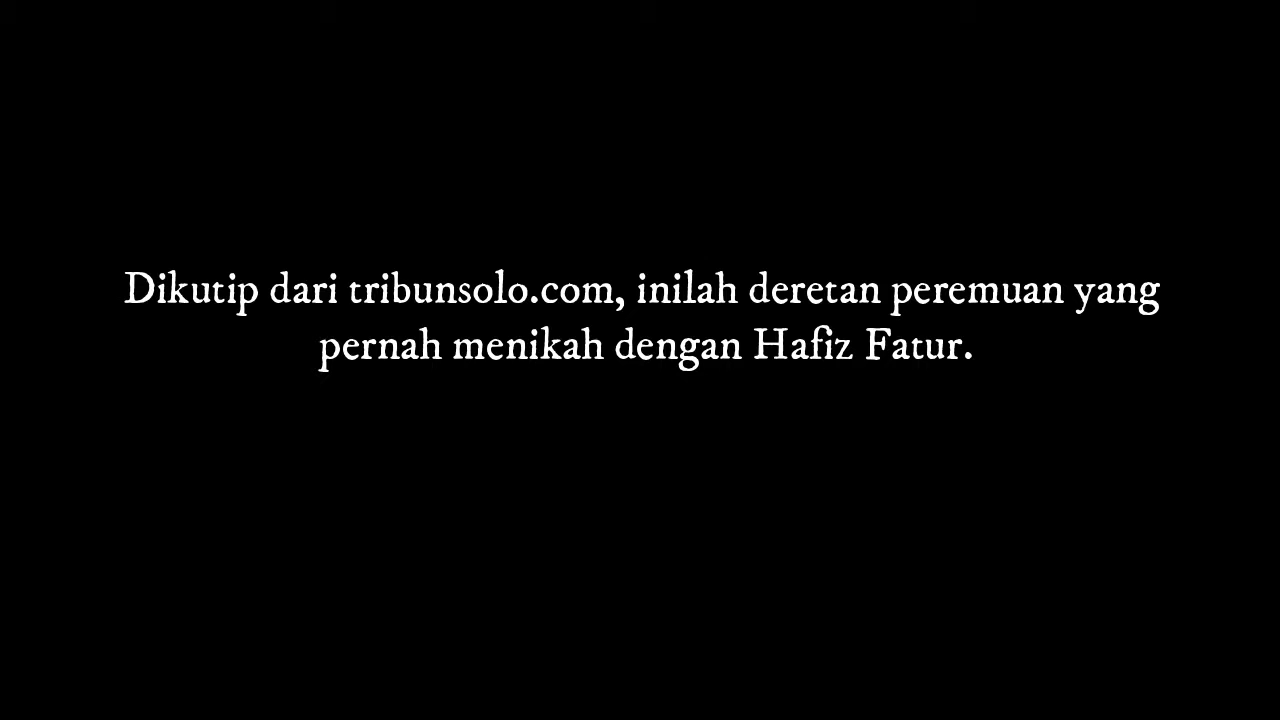 Dikutip dari tribunsolo.com, inilah deretan peremuan yang
pernah menikah dengan Hafiz Fatur.